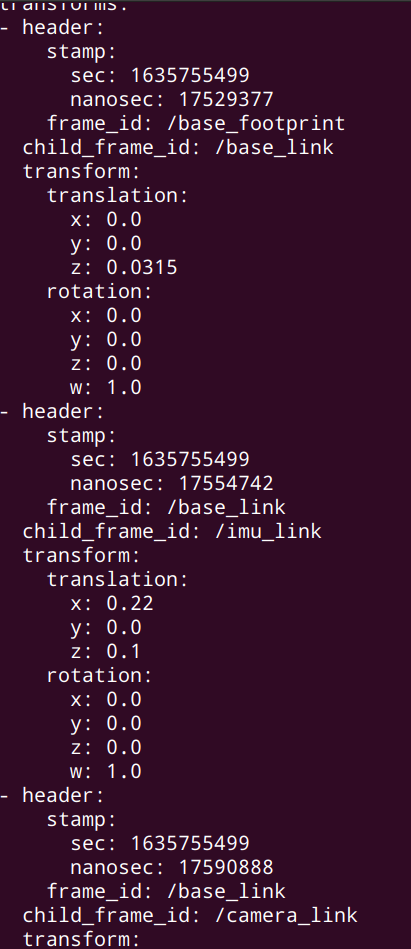 transforms:
- header:
    stamp:
      sec: 1635755499
      nanosec: 17529377
    frame_id: /base_footprint
  child_frame_id: /base_link
  transform:
    translation:
      x: 0.0
      y: 0.0
      z: 0.0315
    rotation:
      x: 0.0
      y: 0.0
      z: 0.0
      w: 1.0
- header:
    stamp:
      sec: 1635755499
      nanosec: 17554742
    frame_id: /base_link
  child_frame_id: /imu_link
  transform:
    translation:
      x: 0.22
      y: 0.0
      z: 0.1
    rotation:
      x: 0.0
      y: 0.0
      z: 0.0
      w: 1.0
- header:
    stamp:
      sec: 1635755499
      nanosec: 17590888
    frame_id: /base_link
  child_frame_id: /camera_link
  transform: